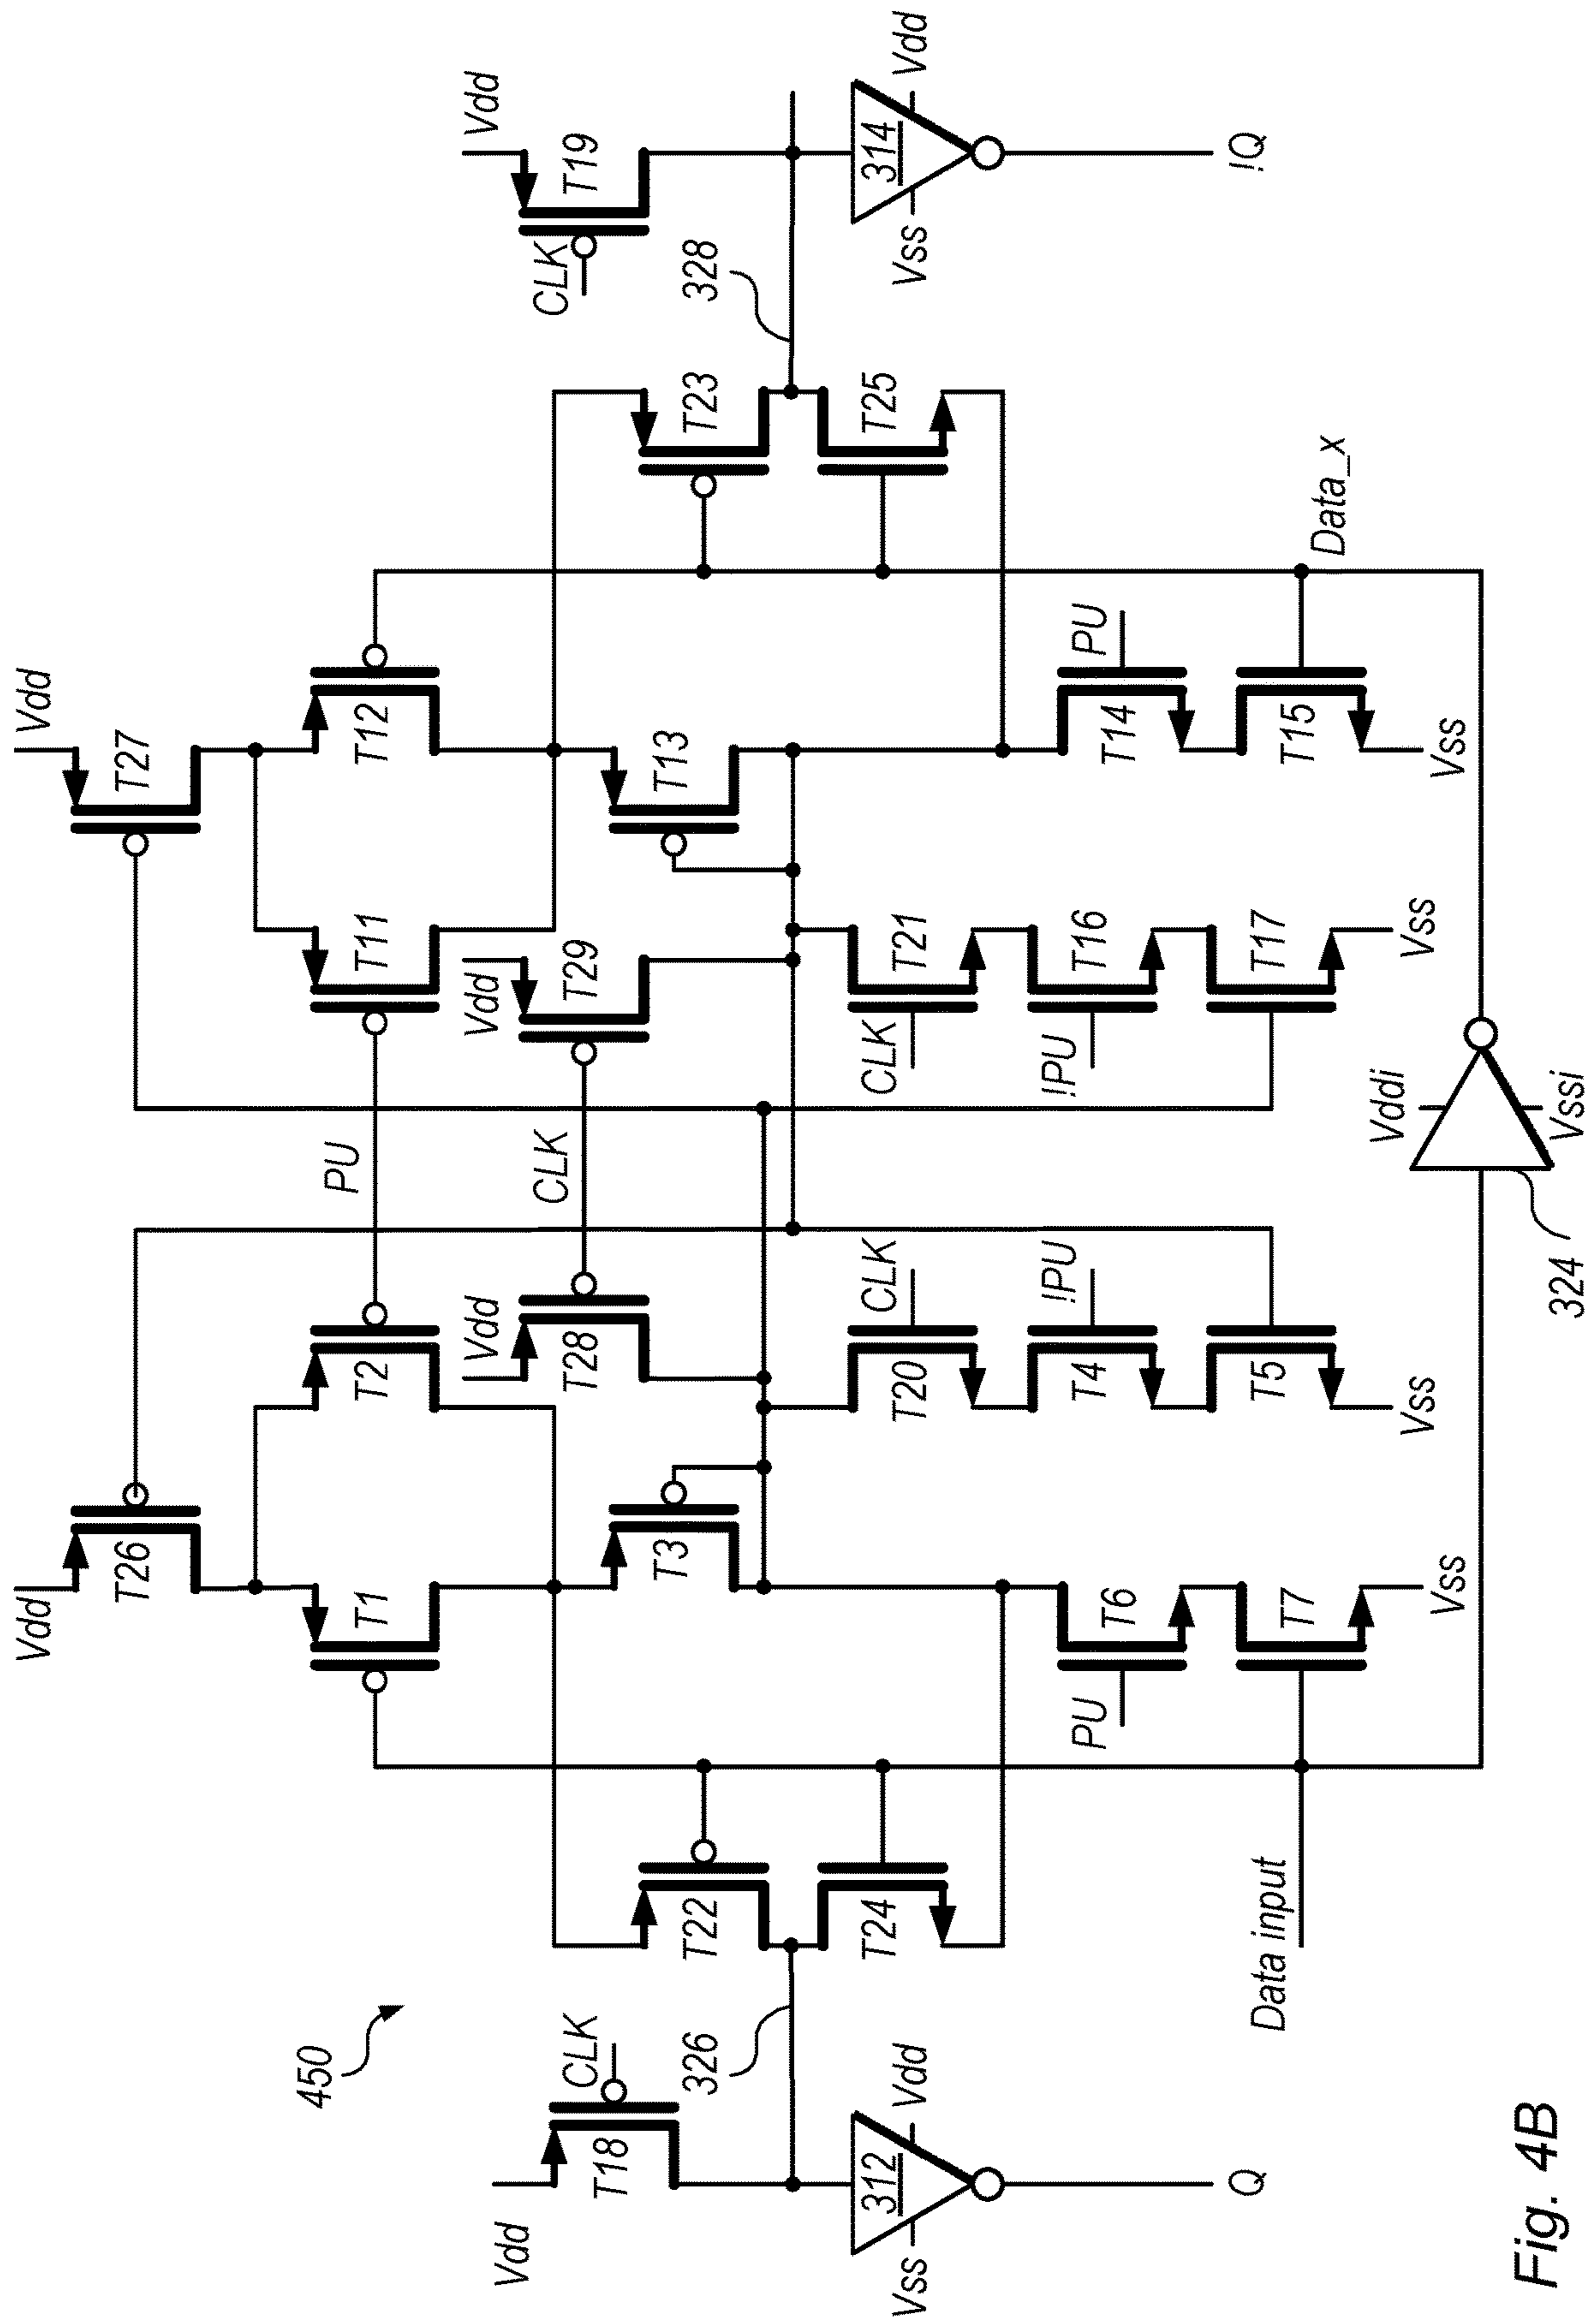 Vdd
Vdd
T26
T27
Vdd
T19
CLK
T1
T2
PU
T11
T12
450
Vdd
T18
CLK
Vdd
T28
CLK
Vdd
T29
T3
T13
326
T22
T23
328
Vss
312
Vdd
T24
T20
CLK
CLK
T21
T25
Vss
314
Vdd
PU
T6
T4
!PU
!PU
T16
T14
PU
T7
T5
T17
T15
Q
Data input
Data_x
!Q
Vss
Vss
Vss
Vss
Vddi
Vssi
324
Fig. 4B